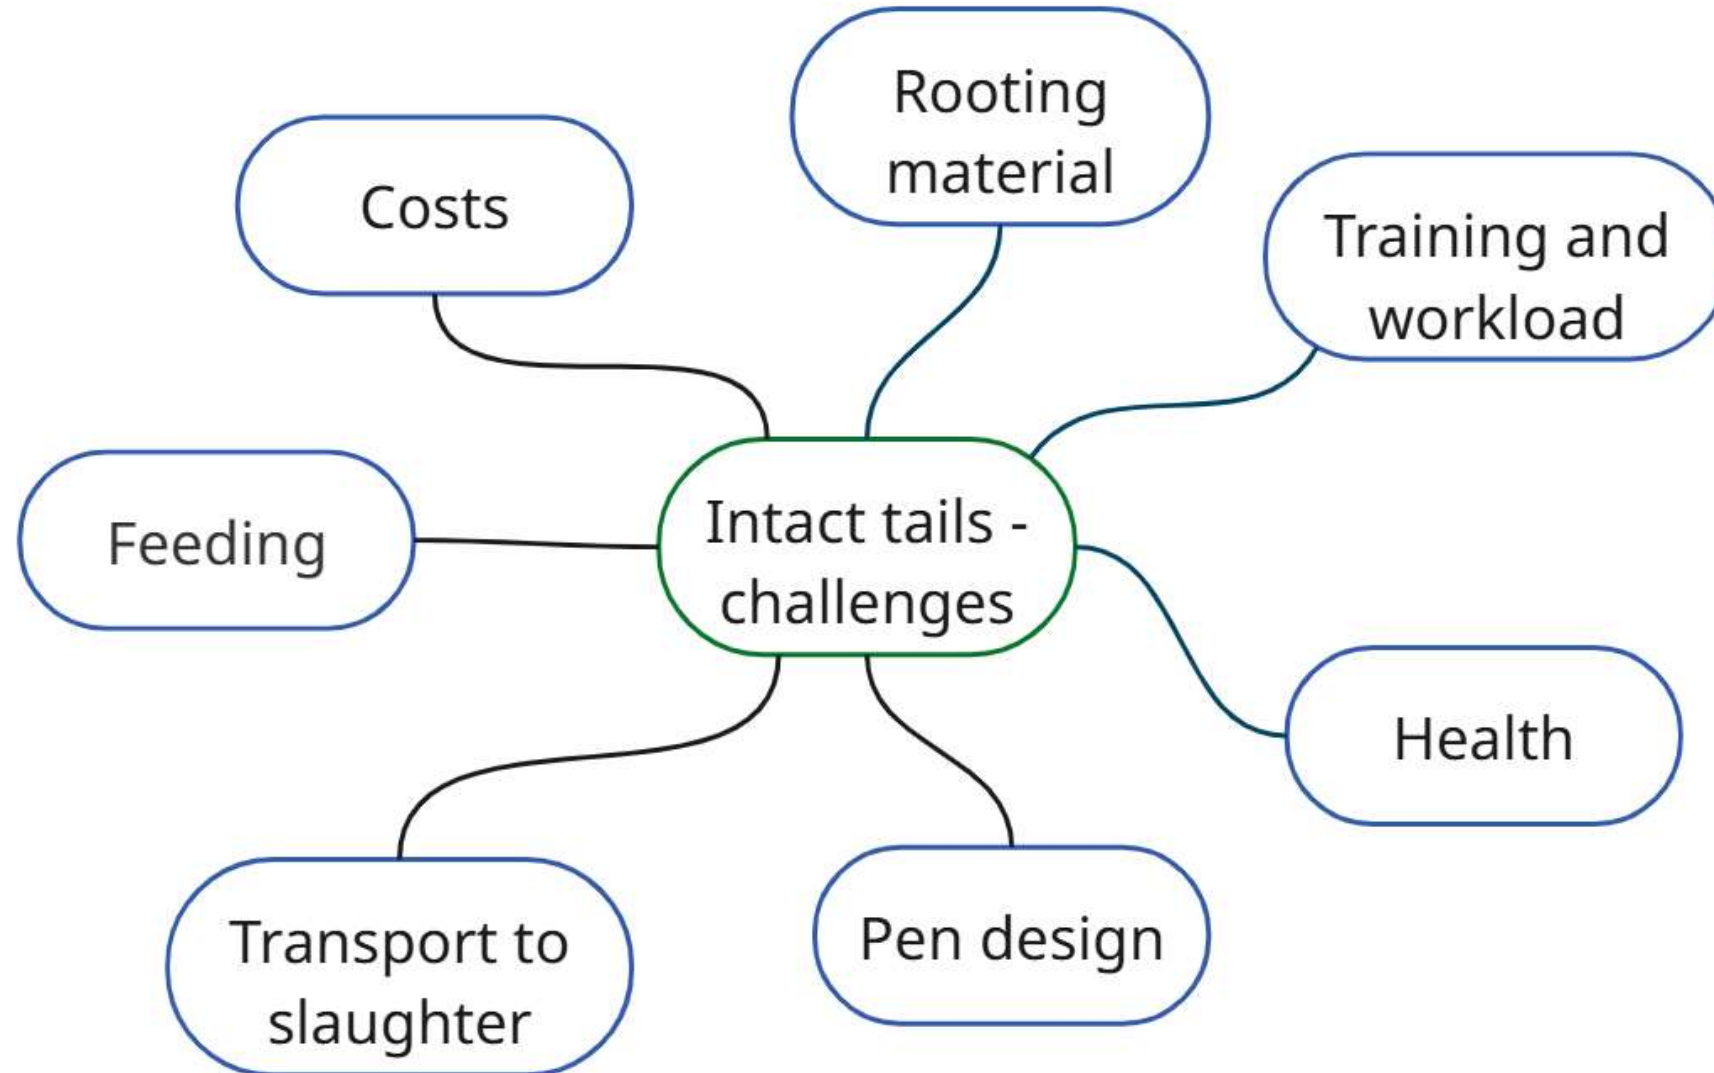 Rooting
material
Costs
Training and
workload
Intact tails -
challenges
Feeding
Health
Transport to
slaughter
Pen design